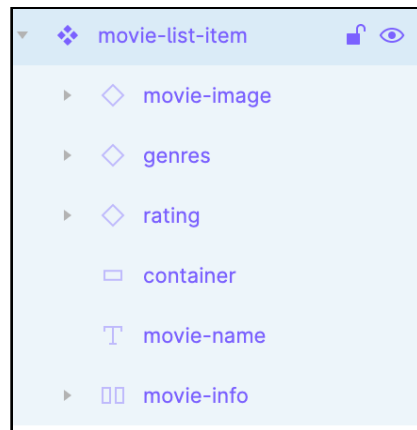 movie-list-item
movie-image
genres
rating
container
movie-name
movie-info